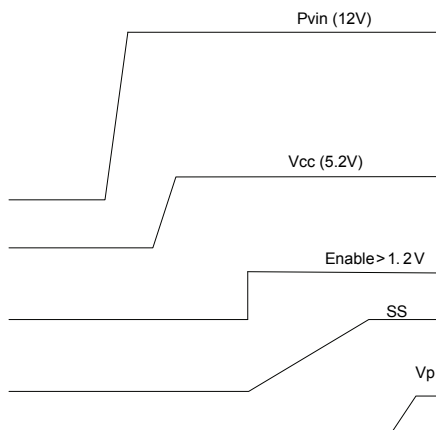 Pvin (12V)
Vcc (5.2V)
Enable>1.2V
SS
Vp